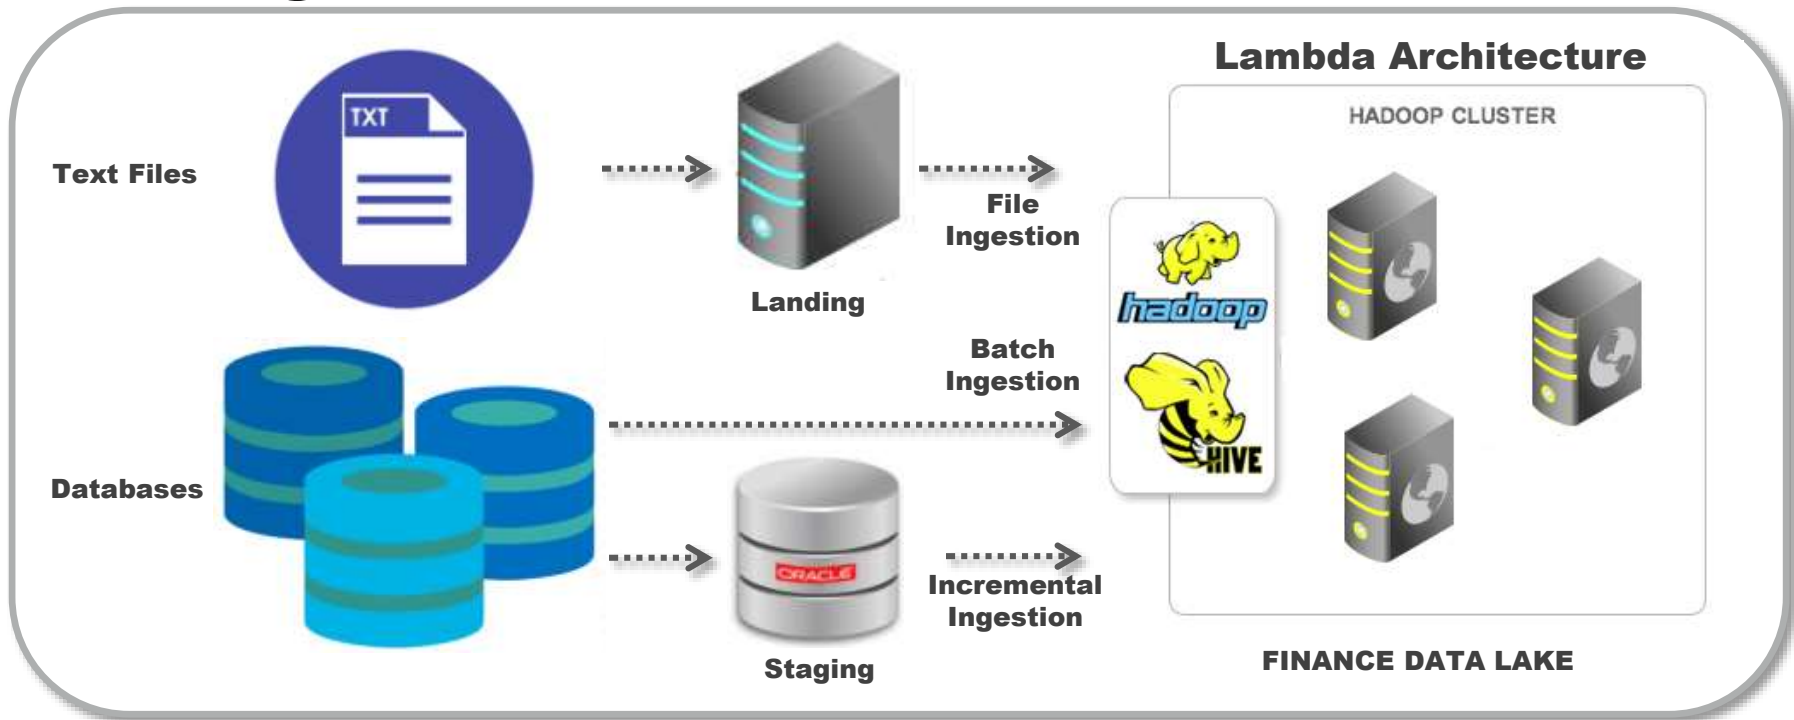 Lambda Architecture
HADOOP CLUSTER
TXT
Text Files
File
Ingestion
Landing
hadoop
Batch
Ingestion
HIVE
Databases
ORACLE
Incremental
Ingestion
Staging
FINANCE DATA LAKE